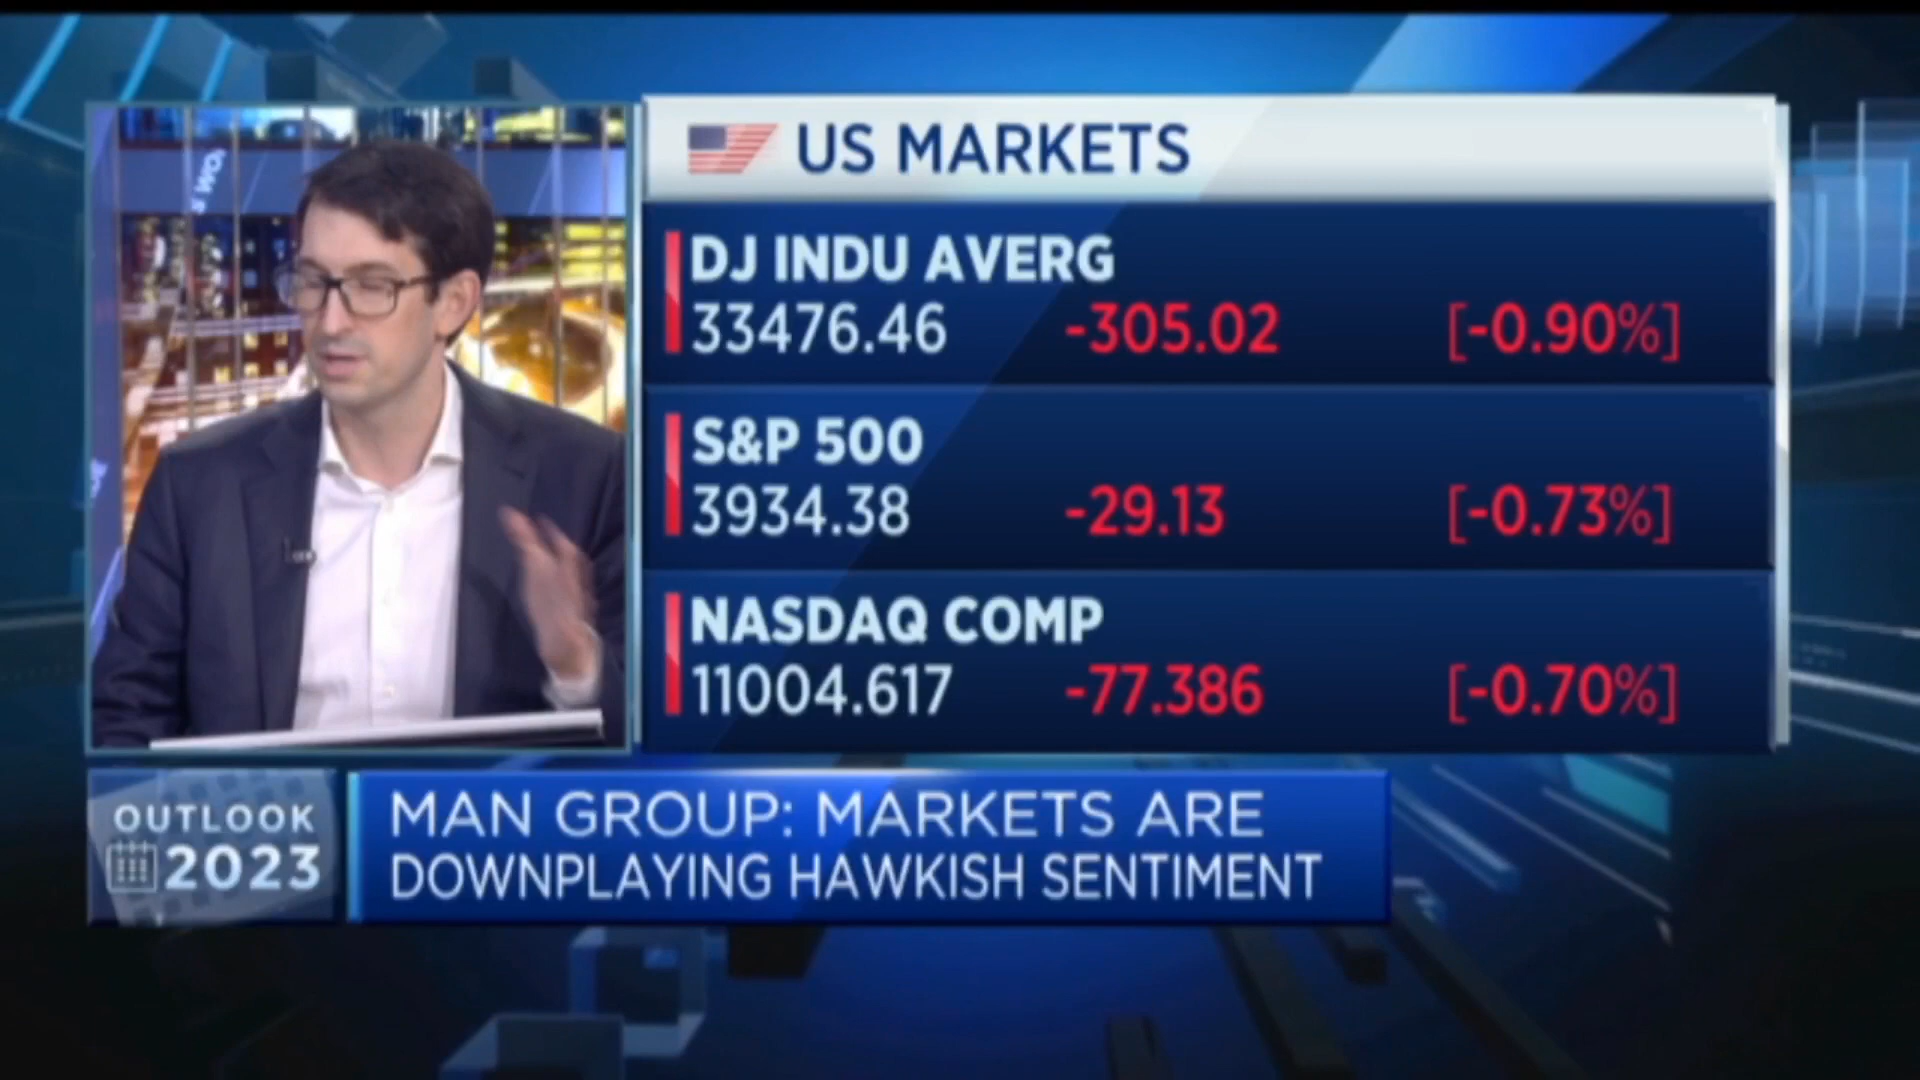 US MARKETS
DJ INDU AVERG
33476.46 -305.02 [-0.90%]
S&P 500
3934.38 -29.13 [-0.73%]
NASDAQ COMP
11004.617 -77.386 [-0.70%]
OUTLOOK
2023
MAN GROUP: MARKETS ARE
DOWNPLAYING HAWKISH SENTIMENT